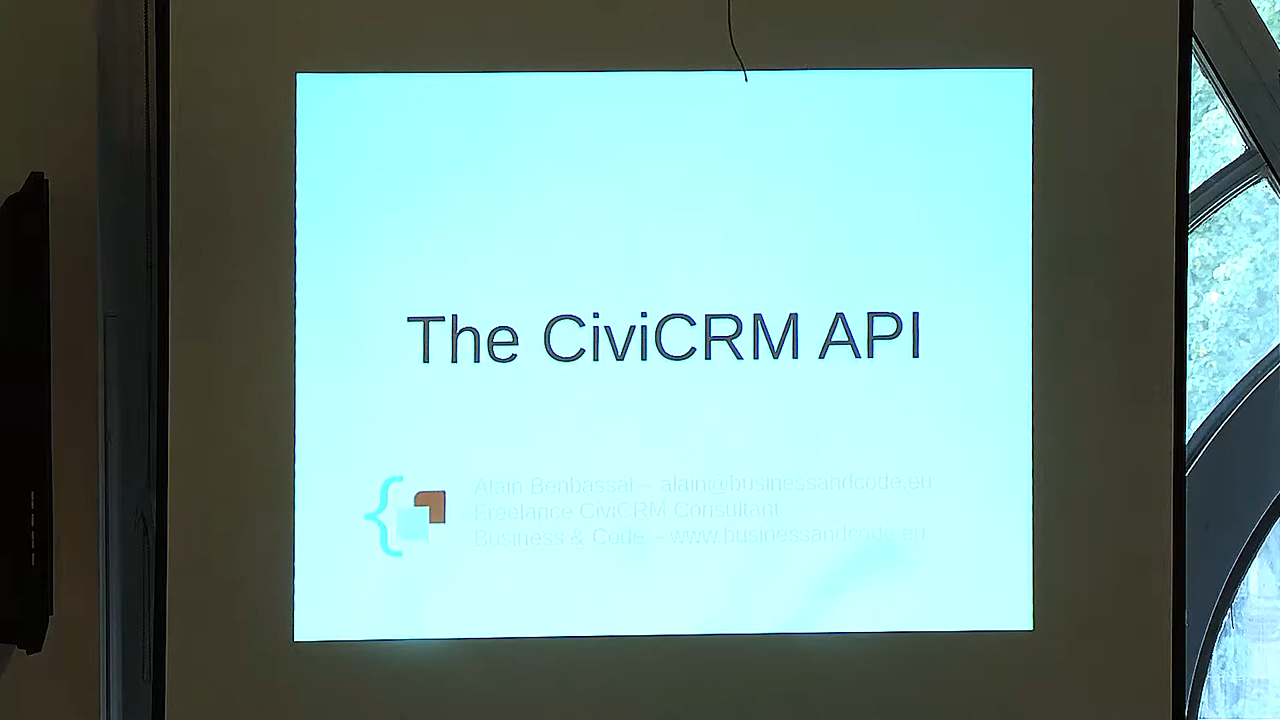 The CiviCRM API
Alain Benbassat – alain@businessandcode.eu
Freelance CiviCRM Consultant
Business & Code – www.businessandcode.eu